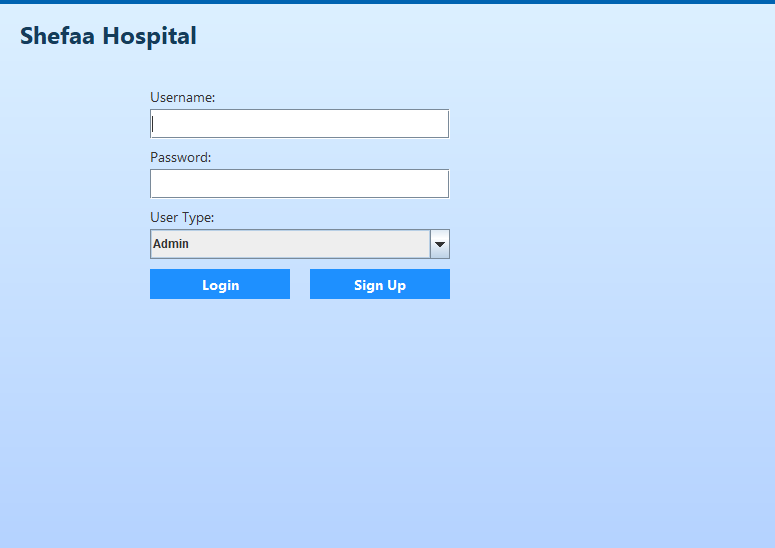 Shefaa Hospital
Username:
Password:
User Type:
Admin
Login
Sign Up